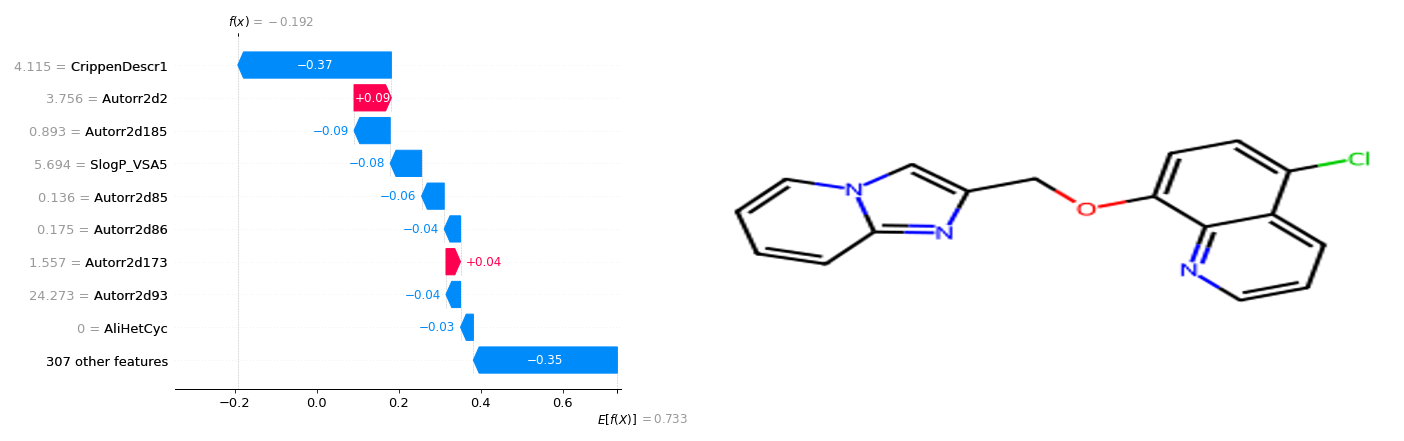 f(x) = −0.192
4.115 = CrippenDescr1
−0.37
3.756 = Autorr2d2
+0.09
0.893 = Autorr2d185
−0.09
5.694 = SlogP_VSA5
−0.08
0.136 = Autorr2d85
−0.06
0.175 = Autorr2d86
−0.04
1.557 = Autorr2d173
+0.04
24.273 = Autorr2d93
−0.04
0 = AliHetCyc
−0.03
307 other features
−0.35
−0.2 0.0 0.2 0.4 0.6
E[f(X)] = 0.733
N
N
O
N
Cl